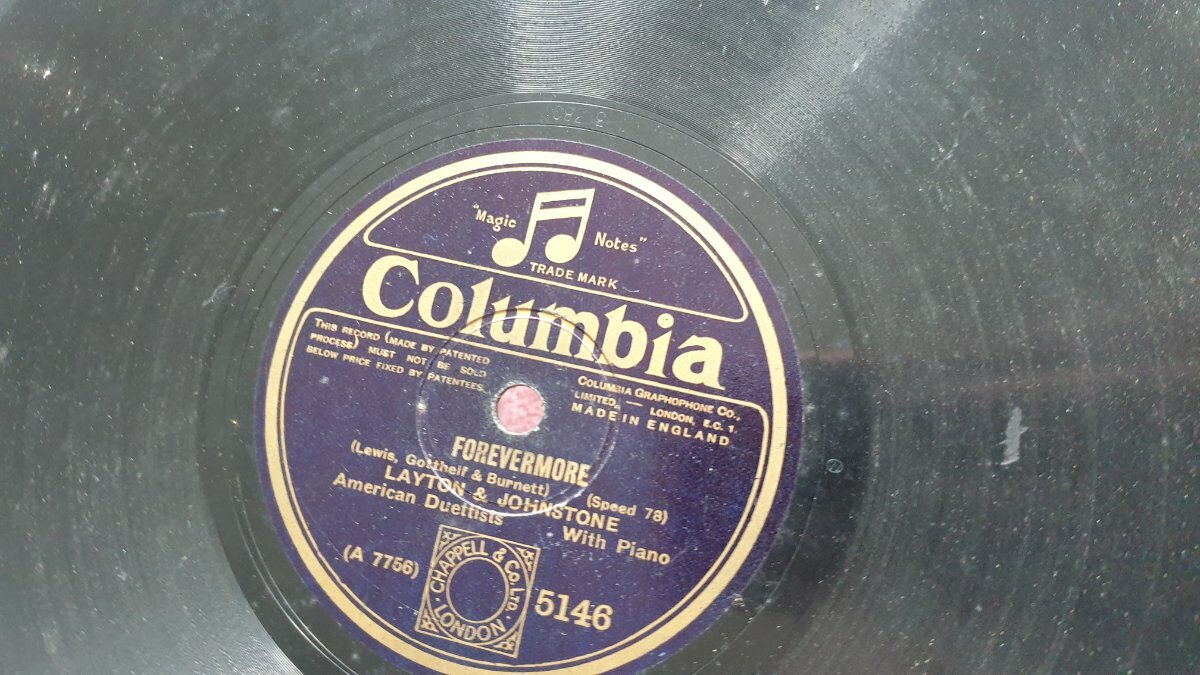 "Magic Notes"
TRADE MARK
Columbia
THIS RECORD (MADE BY PATENTED
PROCESS) MUST NOT BE SOLD
BELOW PRICE FIXED BY PATENTEES.
COLUMBIA GRAPHOPHONE CO.,
LIMITED. — LONDON, E.C. 1.
MADE IN ENGLAND
FOREVERMORE
(Lewis, Gottheif & Burnett)
(Speed 78)
LAYTON & JOHNSTONE
American Duettists
With Piano
(A 7756)
CHAPPELL & Co. LTD.
LONDON
5146